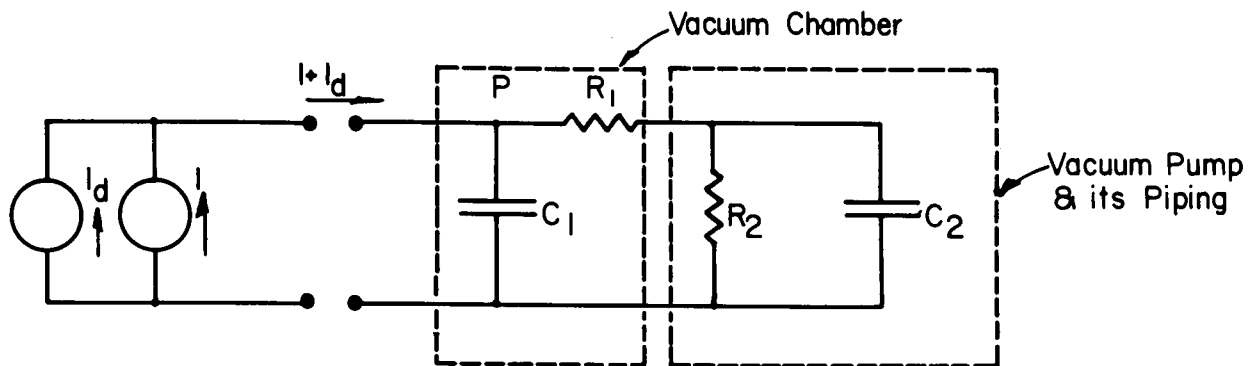 Vacuum Chamber
I+Id
P
R1
Id
I
C1
R2
C2
Vacuum Pump
& its Piping